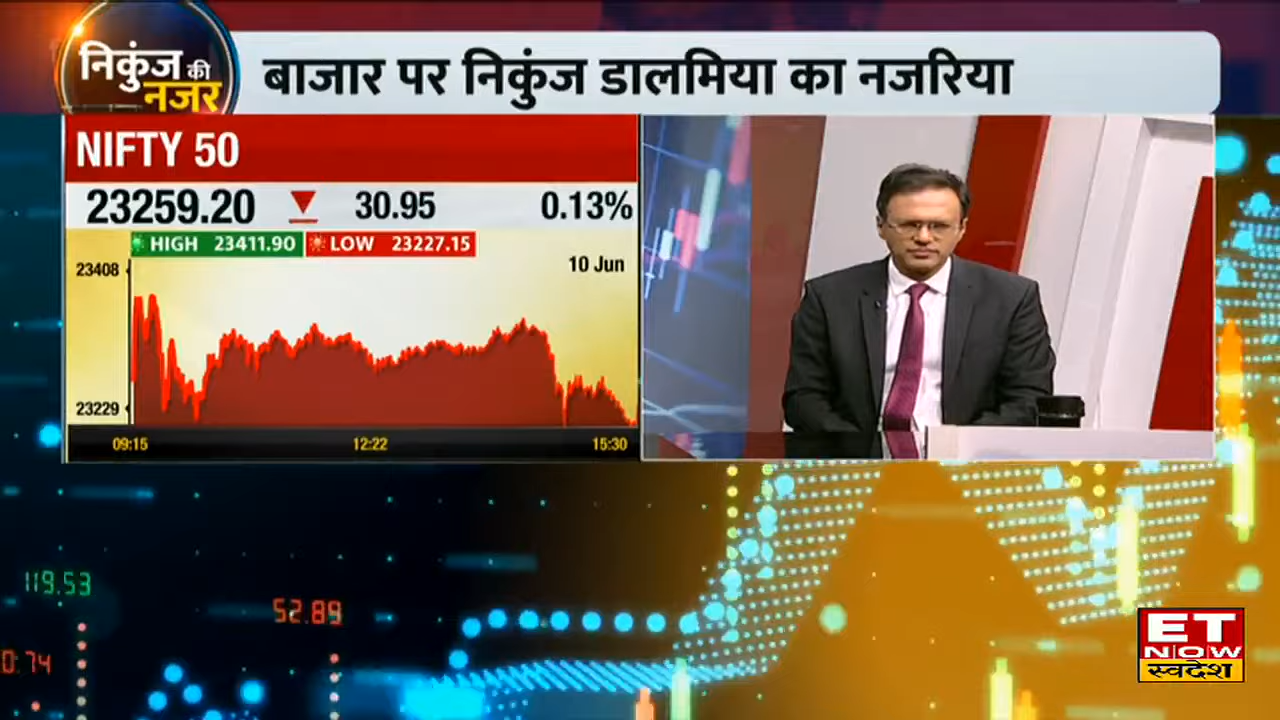 निकुंज की
नजर
बाजार पर निकुंज डालमिया का नजरिया
NIFTY 50
23259.20 ▼ 30.95 0.13%
HIGH 23411.90 LOW 23227.15
10 Jun
23408
23229
09:15 12:22 15:30
119.53
52.89
0.74
ET
NOW
स्वदेश